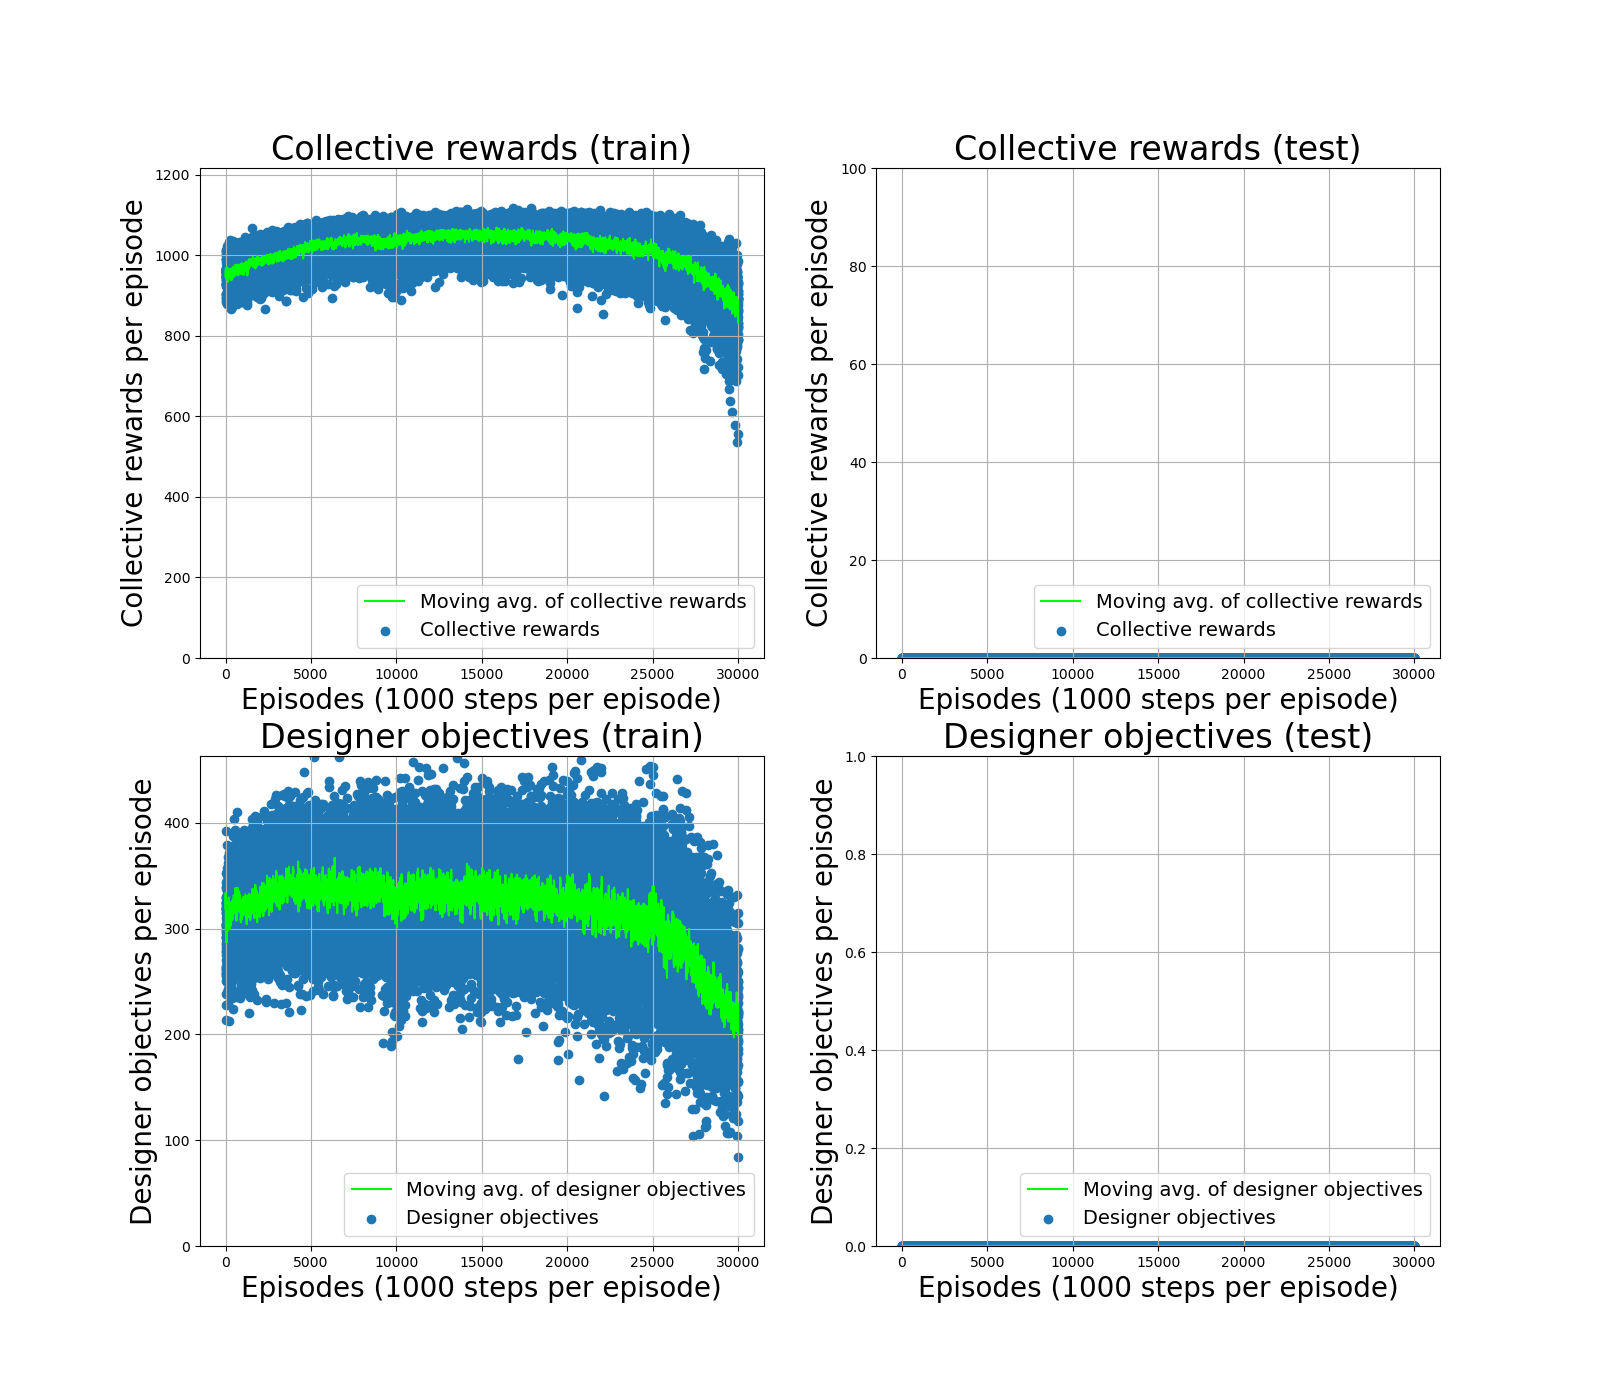 Collective rewards (train)
Collective rewards per episode
1200
1000
800
600
400
200
0
0 5000 10000 15000 20000 25000 30000
Episodes (1000 steps per episode)
Moving avg. of collective rewards
Collective rewards
Collective rewards (test)
Collective rewards per episode
100
80
60
40
20
0
0 5000 10000 15000 20000 25000 30000
Episodes (1000 steps per episode)
Moving avg. of collective rewards
Collective rewards
Designer objectives (train)
Designer objectives per episode
400
300
200
100
0
0 5000 10000 15000 20000 25000 30000
Episodes (1000 steps per episode)
Moving avg. of designer objectives
Designer objectives
Designer objectives (test)
Designer objectives per episode
1.0
0.8
0.6
0.4
0.2
0.0
0 5000 10000 15000 20000 25000 30000
Episodes (1000 steps per episode)
Moving avg. of designer objectives
Designer objectives